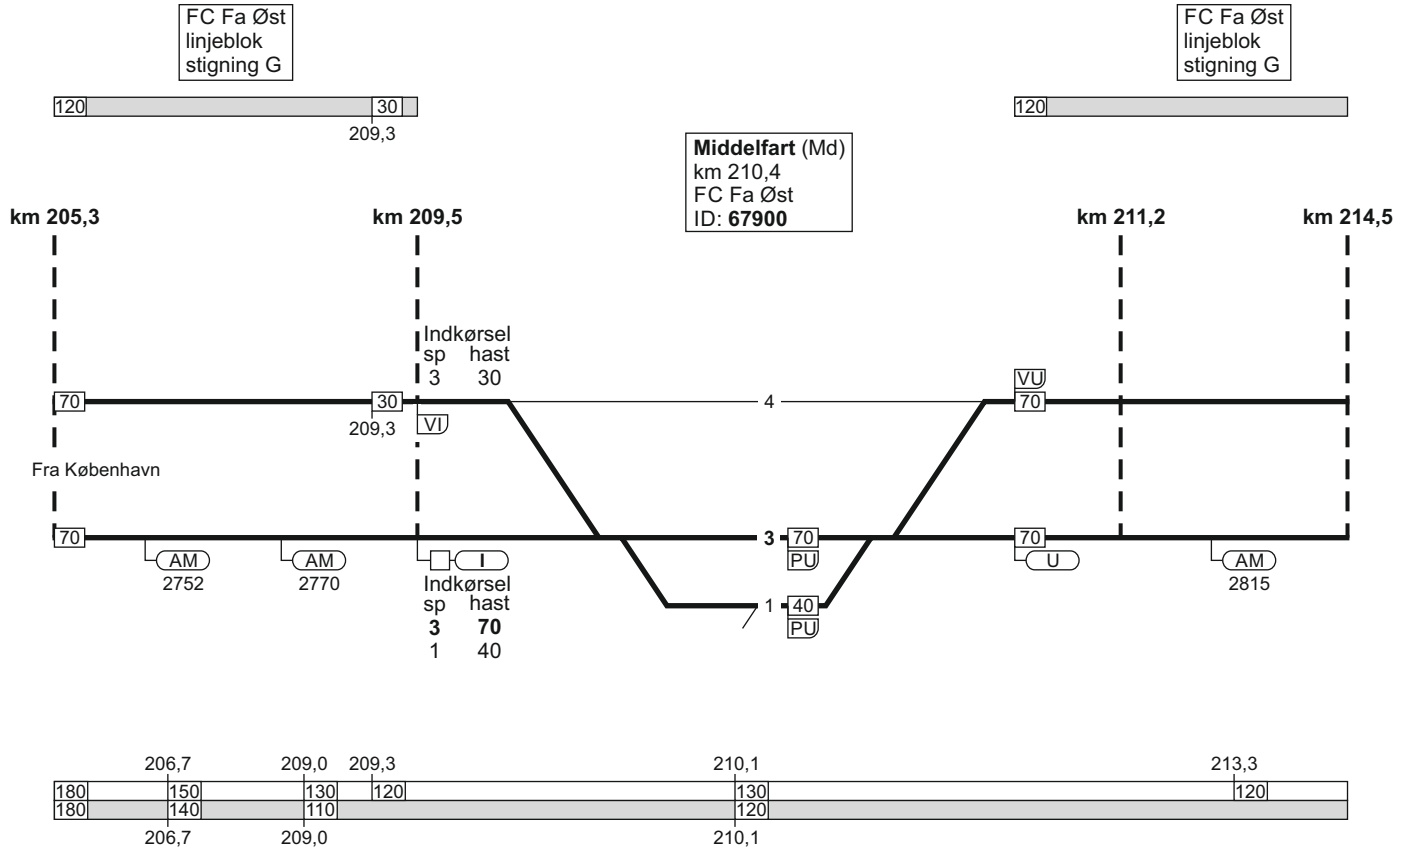 FC Fa Øst
linjeblok
stigning G
FC Fa Øst
linjeblok
stigning G
120 30
209,3
120
Middelfart (Md)
km 210,4
FC Fa Øst
ID: 67900
km 205,3
km 209,5
km 211,2
km 214,5
Indkørsel
sp hast
3 30
VU
70
30
4
70
209,3
VI
Fra København
70
3
70
70
AM
2752
AM
2770
I
PU
U
AM
2815
Indkørsel
sp hast
3 70
1 40
1
40
PU
206,7 209,0 209,3 210,1 213,3
180 150 130 120 130 120
180 140 110 120
206,7 209,0 210,1